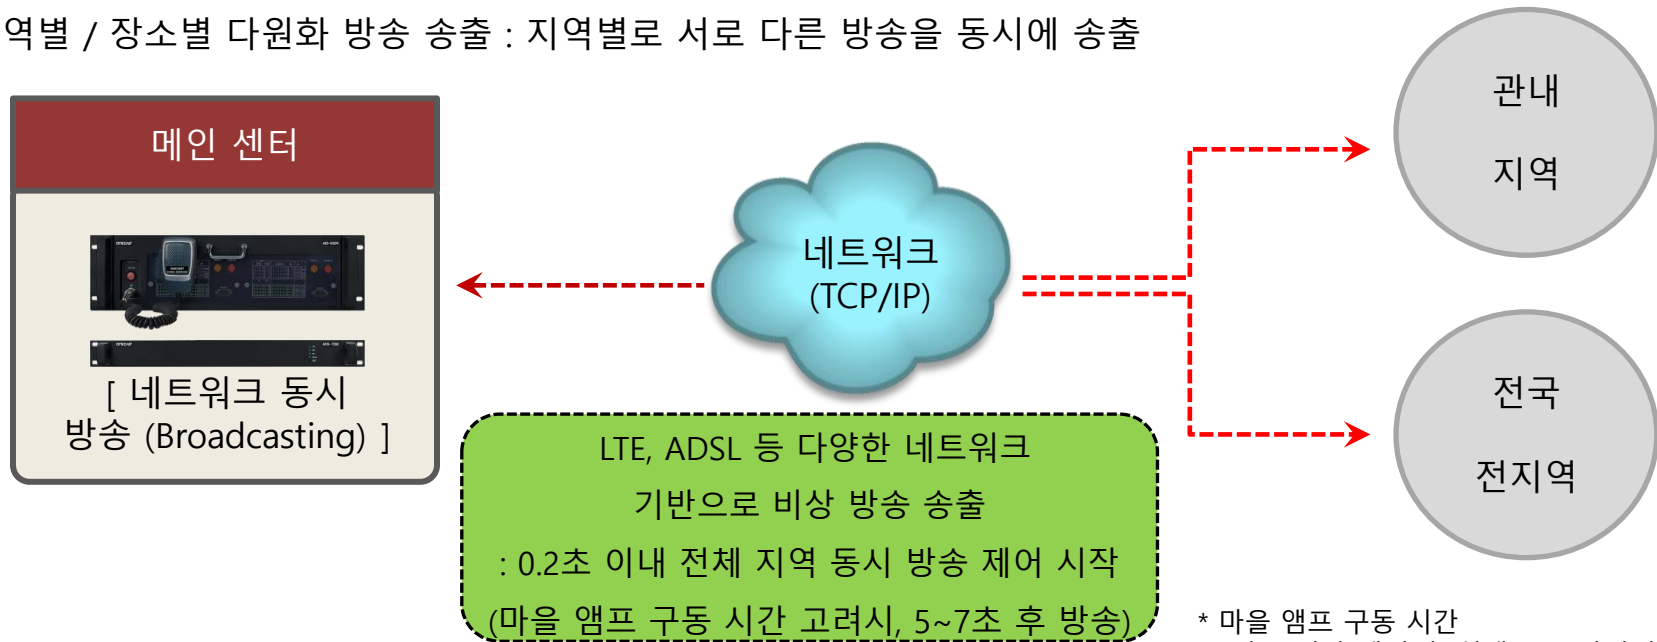 역별 / 장소별 다원화 방송 송출 : 지역별로 서로 다른 방송을 동시에 송출
메인 센터
[ 네트워크 동시
방송 (Broadcasting) ]
네트워크
(TCP/IP)
LTE, ADSL 등 다양한 네트워크
기반으로 비상 방송 송출
: 0.2초 이내 전체 지역 동시 방송 제어 시작
(마을 앰프 구동 시간 고려시, 5~7초 후 방송)
관내
지역
전국
전지역
* 마을 앰프 구동 시간